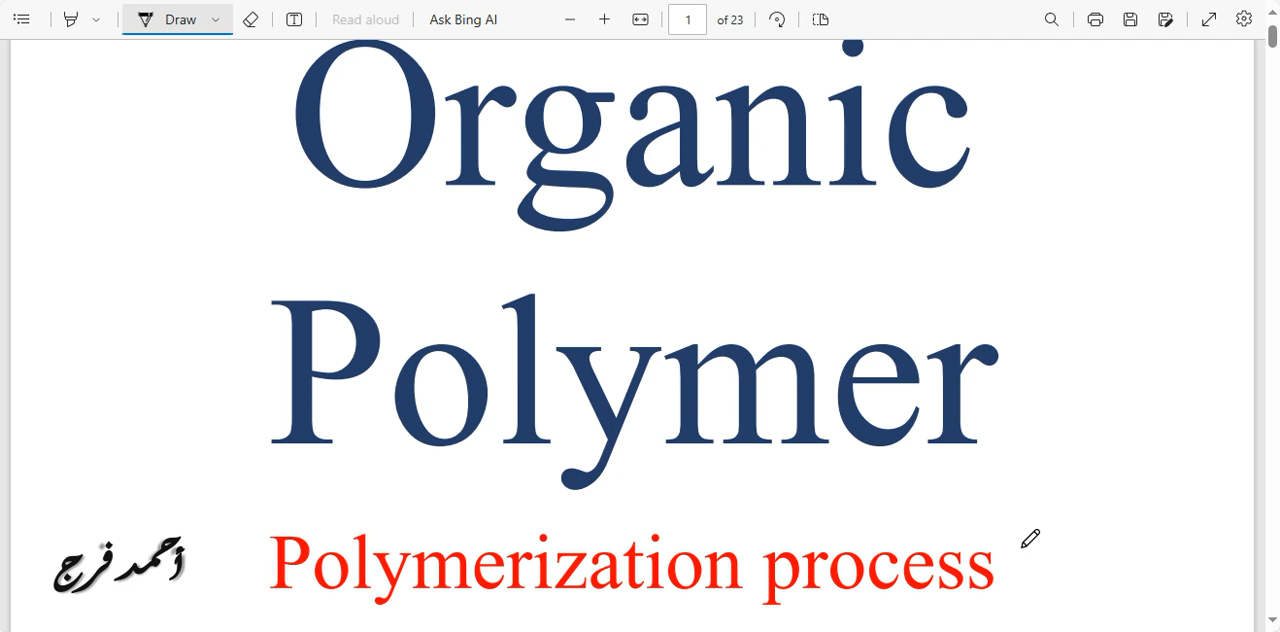 Draw
Read aloud
Ask Bing AI
1 of 23
Organic
Polymer
أحمد فرج
Polymerization process